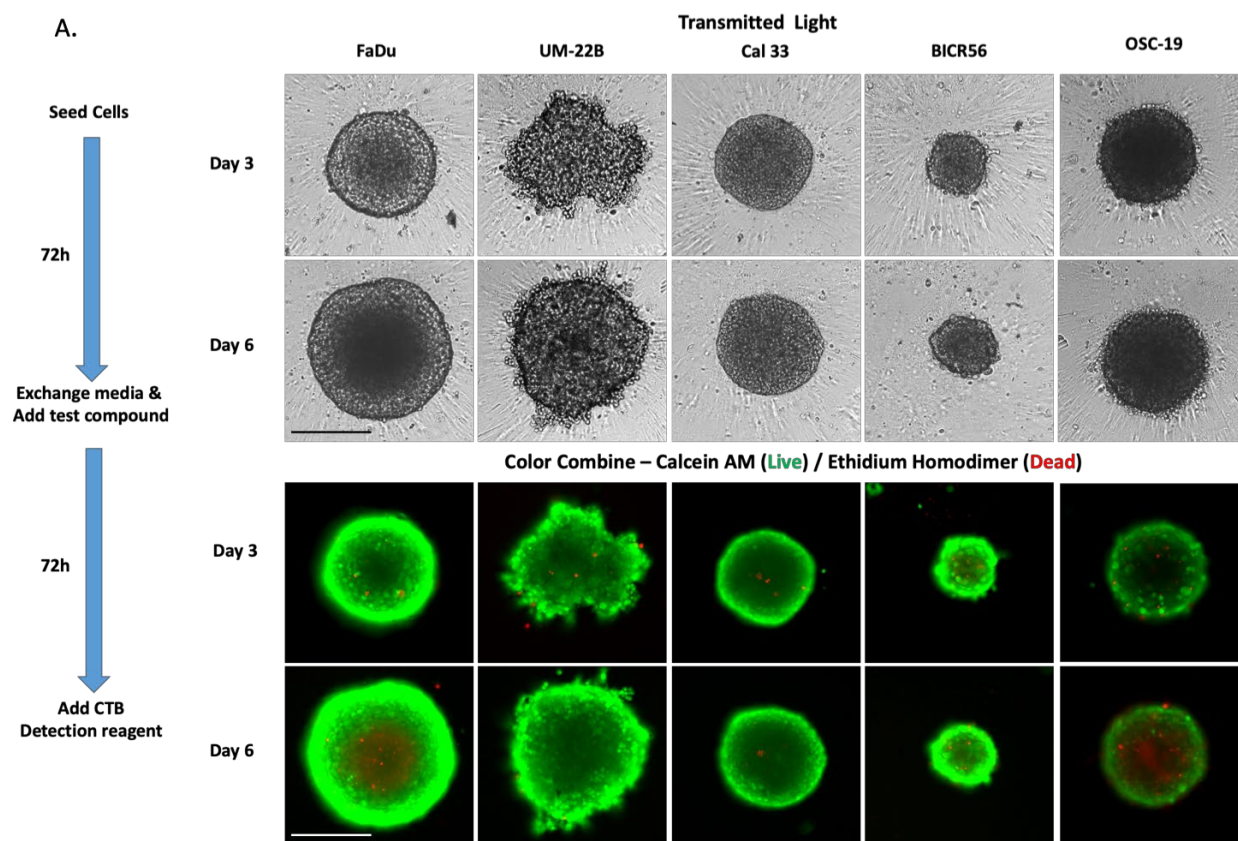 A.
Transmitted Light
FaDu
UM-22B
Cal 33
BICR56
OSC-19
Seed Cells
72h
Exchange media &
Add test compound
72h
Add CTB
Detection reagent
Day 3
Day 6
Color Combine – Calcein AM (Live) / Ethidium Homodimer (Dead)
Day 3
Day 6